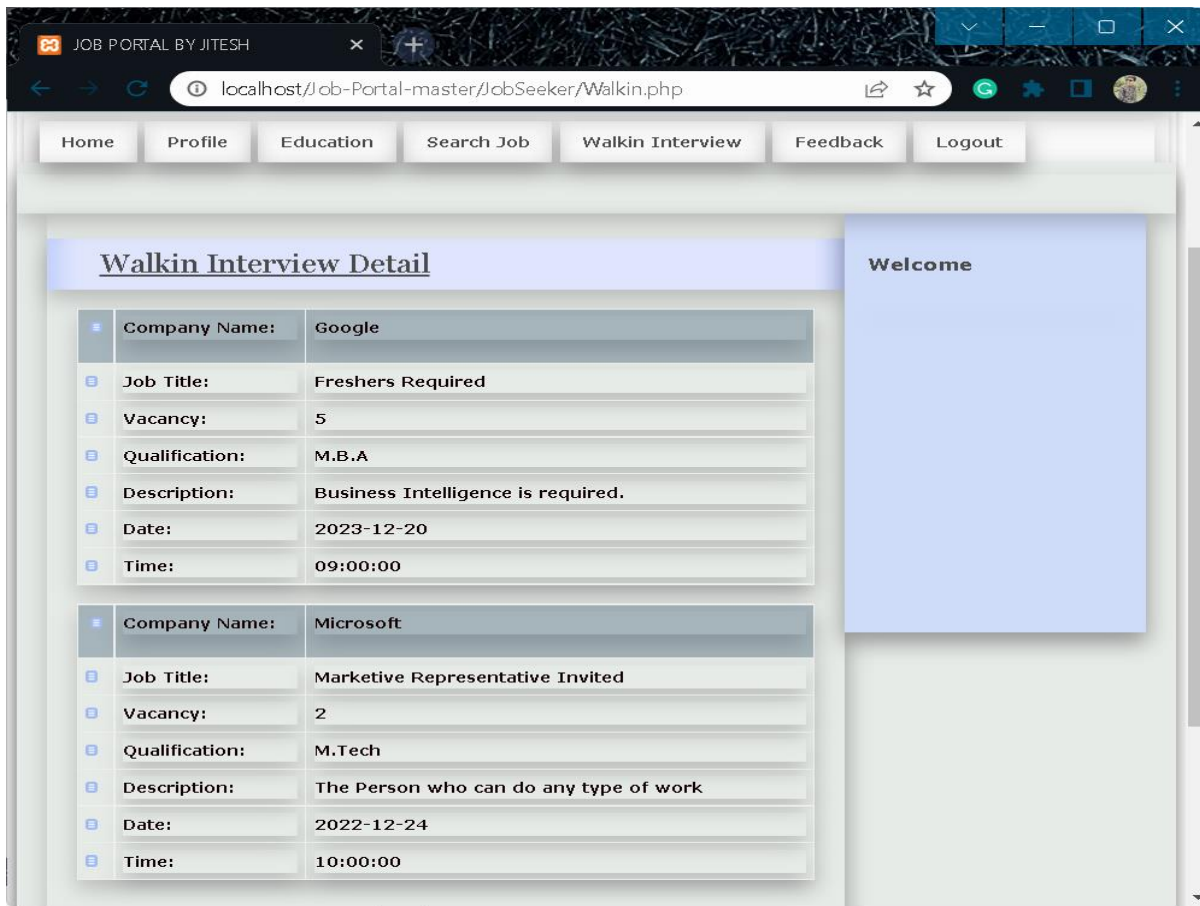 JOB PORTAL BY JITESH
localhost/Job-Portal-master/JobSeeker/Walkin.php
Home Profile Education Search Job Walkin Interview Feedback Logout
Walkin Interview Detail
Company Name: Google
Job Title: Freshers Required
Vacancy: 5
Qualification: M.B.A
Description: Business Intelligence is required.
Date: 2023-12-20
Time: 09:00:00
Company Name: Microsoft
Job Title: Marketive Representative Invited
Vacancy: 2
Qualification: M.Tech
Description: The Person who can do any type of work
Date: 2022-12-24
Time: 10:00:00
Welcome